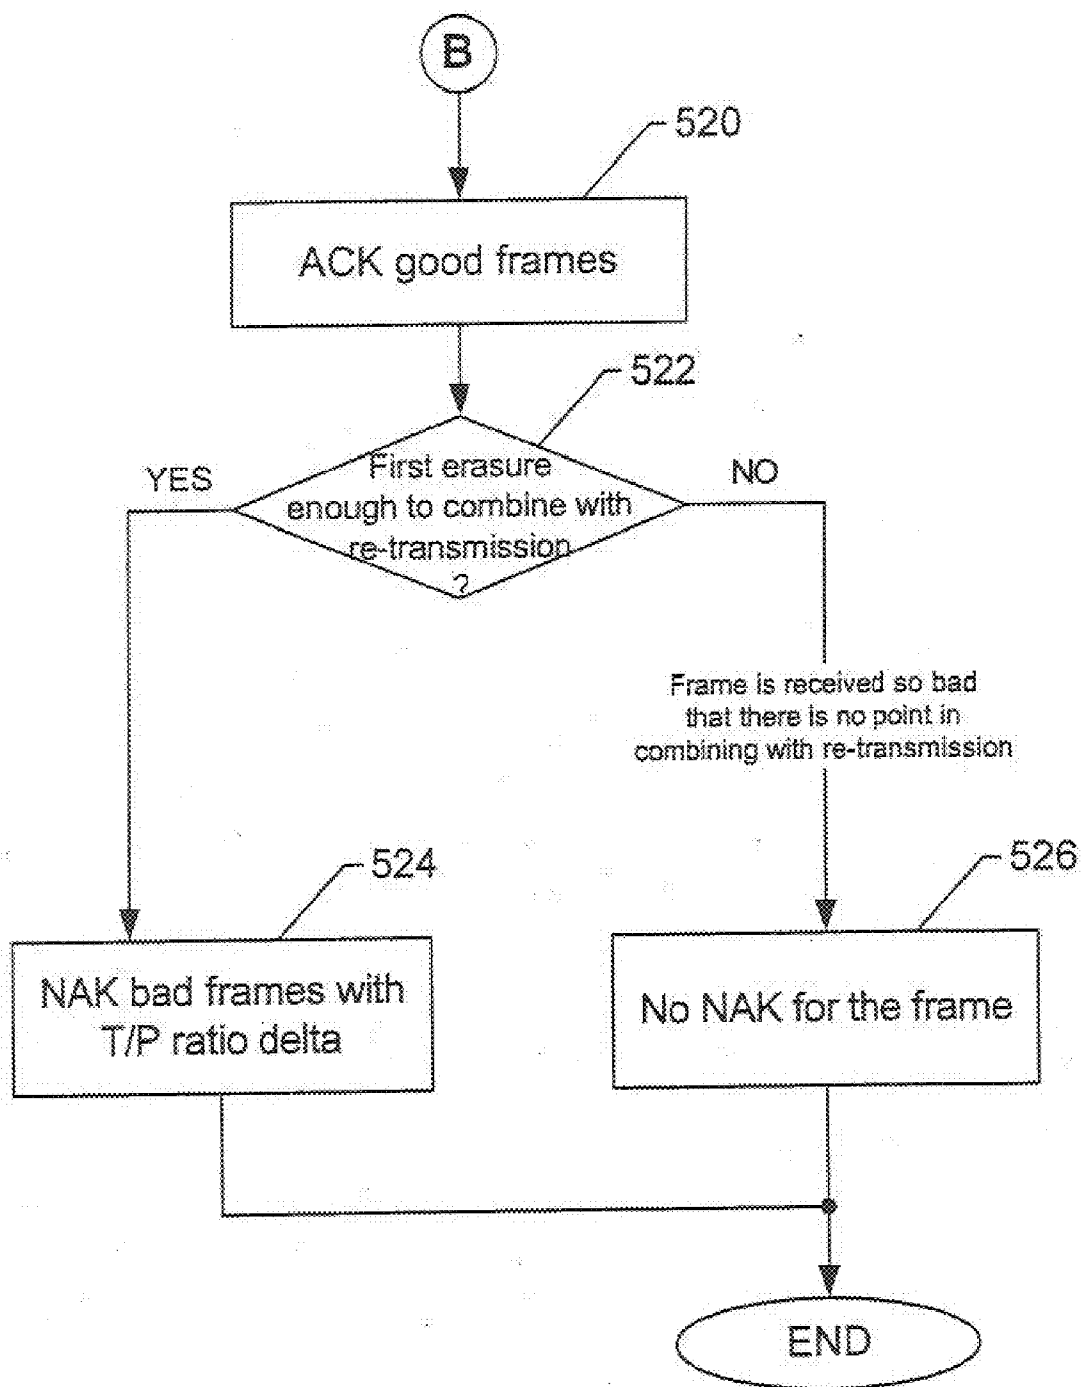 B
520
ACK good frames
522
YES
First erasure
enough to combine with
re-transmission
?
NO
Frame is received so bad
that there is no point in
combining with re-transmission
524
NAK bad frames with
T/P ratio delta
526
No NAK for the frame
END